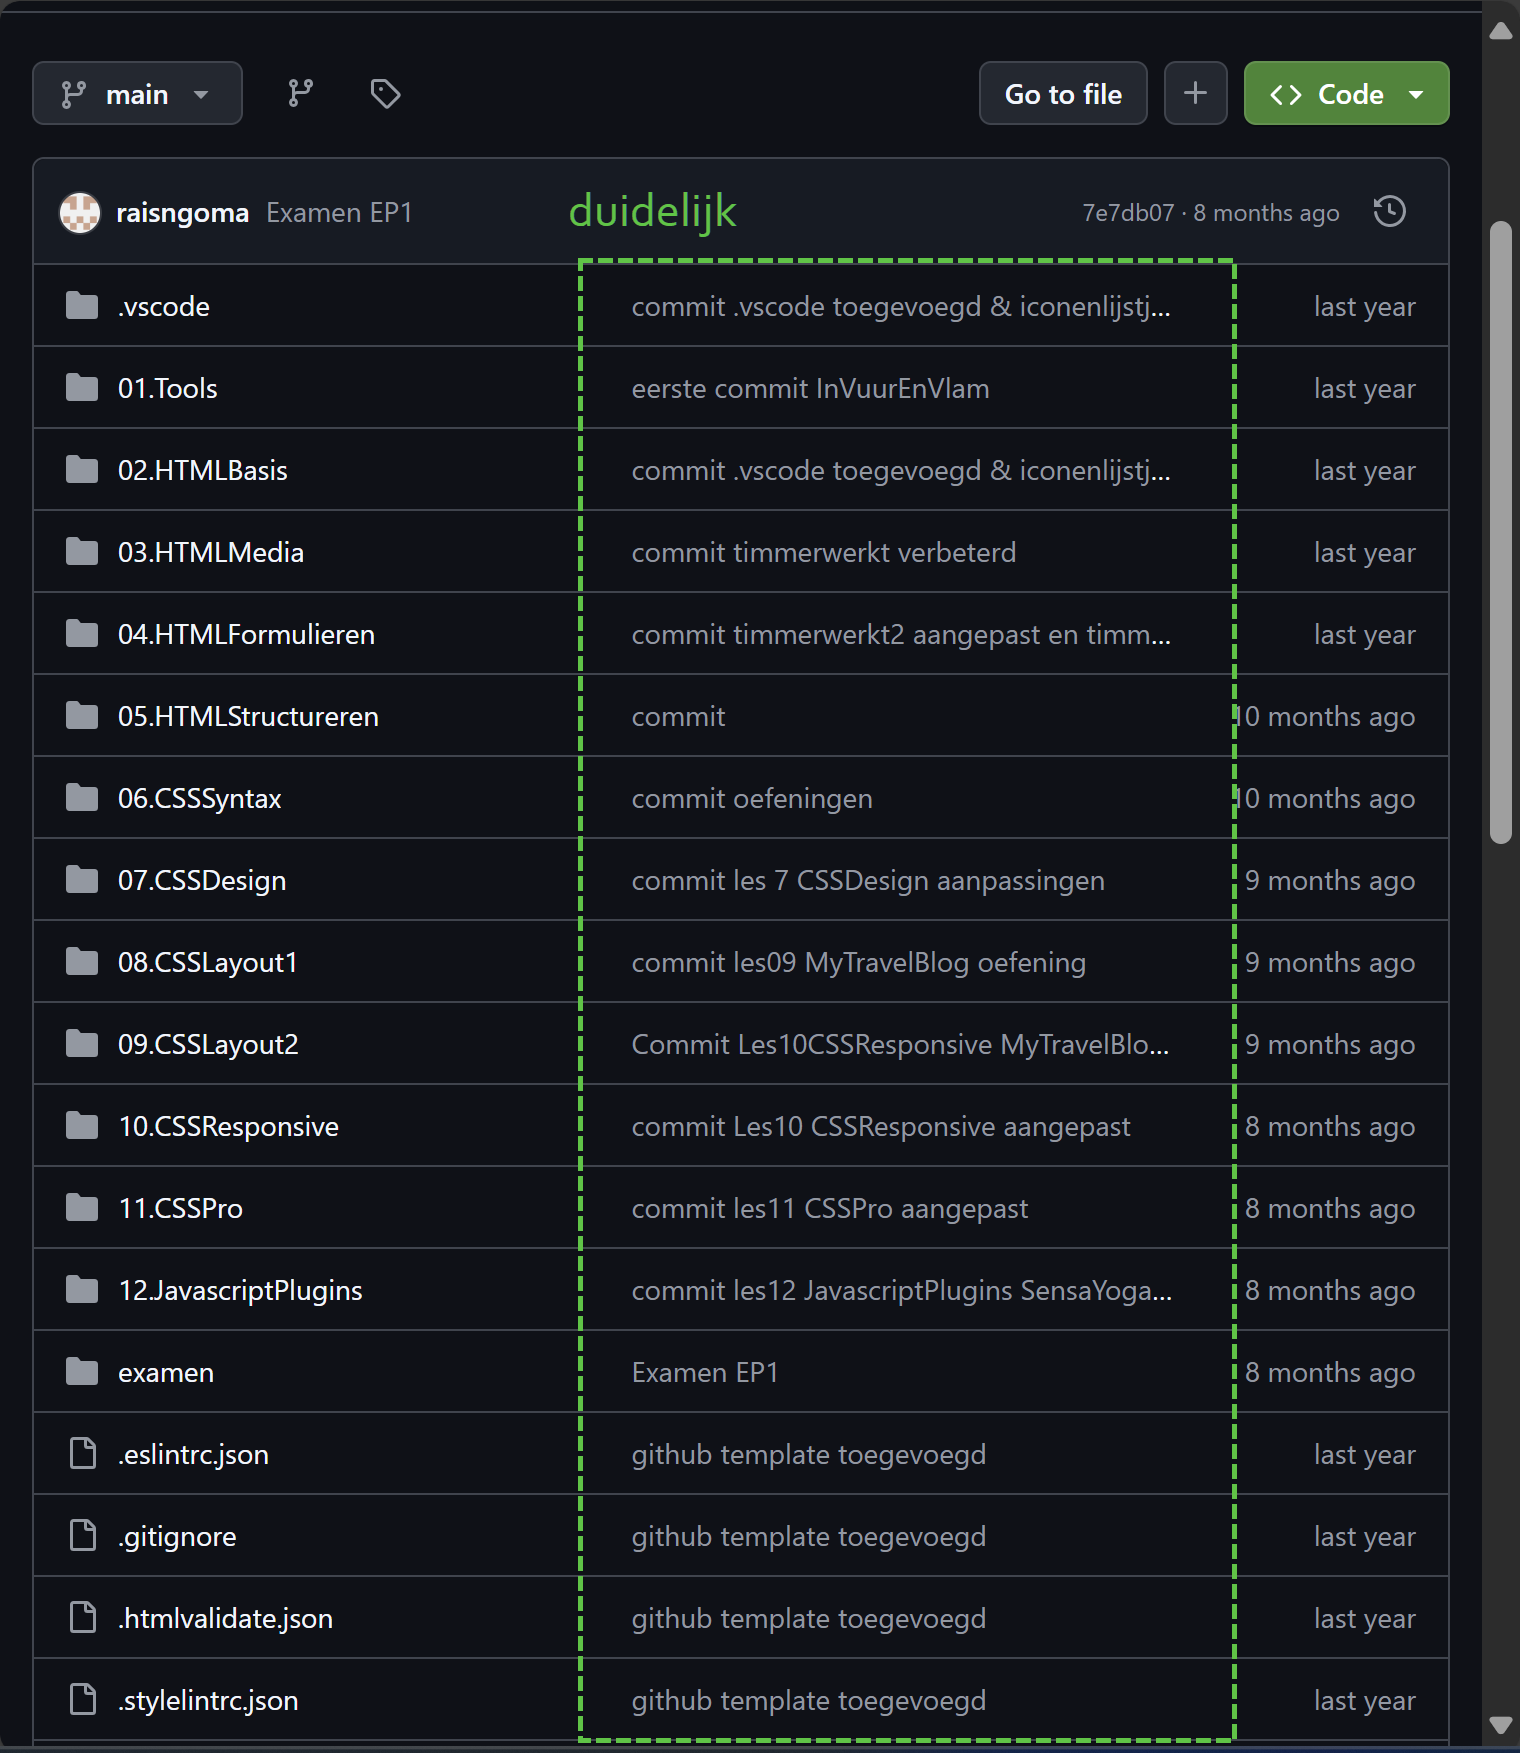 main
Go to file
Code
raisngoma Examen EP1 duidelijk 7e7db07 · 8 months ago
.vscode commit .vscode toegevoegd & iconenlijstj... last year
01.Tools eerste commit InVuurEnVlam last year
02.HTMLBasis commit .vscode toegevoegd & iconenlijstj... last year
03.HTMLMedia commit timmerwerkt verbeterd last year
04.HTMLFormulieren commit timmerwerkt2 aangepast en timm... last year
05.HTMLStructureren commit 10 months ago
06.CSSSyntax commit oefeningen 10 months ago
07.CSSDesign commit les 7 CSSDesign aanpassingen 9 months ago
08.CSSLayout1 commit les09 MyTravelBlog oefening 9 months ago
09.CSSLayout2 Commit Les10CSSResponsive MyTravelBlo... 9 months ago
10.CSSResponsive commit Les10 CSSResponsive aangepast 8 months ago
11.CSSPro commit les11 CSSPro aangepast 8 months ago
12.JavascriptPlugins commit les12 JavascriptPlugins SensaYoga... 8 months ago
examen Examen EP1 8 months ago
.eslintrc.json github template toegevoegd last year
.gitignore github template toegevoegd last year
.htmlvalidate.json github template toegevoegd last year
.stylelintrc.json github template toegevoegd last year